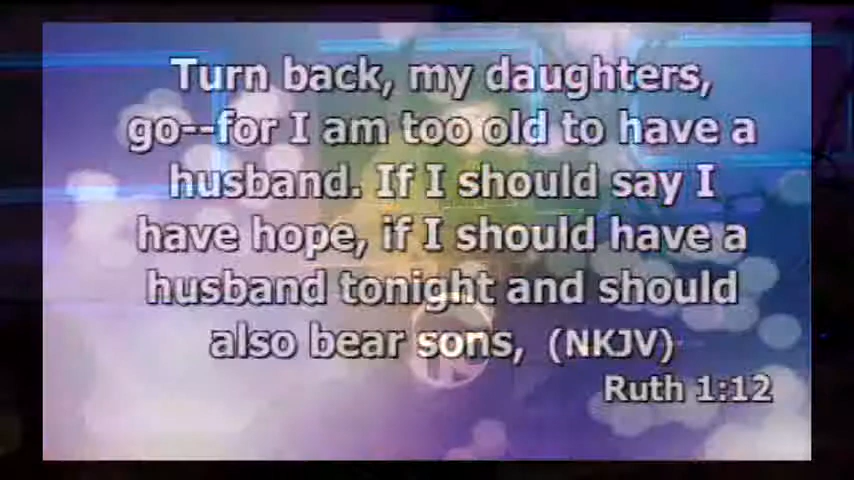 Turn back, my daughters,
go--for I am too old to have a
husband. If I should say I
have hope, if I should have a
husband tonight and should
also bear sons, (NKJV)
Ruth 1:12